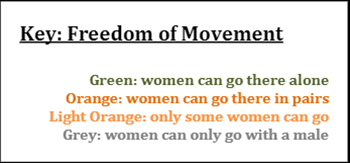 Key: Freedom of Movement
Green: women can go there alone
Orange: women can go there in pairs
Light Orange: only some women can go
Grey: women can only go with a male